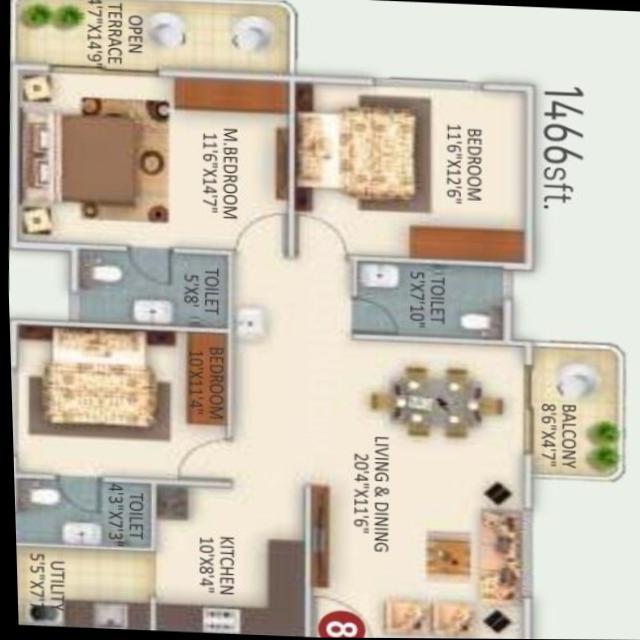 1466sft.
OPEN
TERRACE
4'7"X14'9"
M.BEDROOM
11'6"X14'7"
BEDROOM
11'6"X12'6"
TOILET
5'X8'
TOILET
5'X7'10"
BEDROOM
10'X11'4"
BALCONY
8'6"X4'7"
LIVING & DINING
20'4"X11'6"
TOILET
4'3"X7'3"
KITCHEN
10'X8'4"
UTILITY
5'5"X7'
8